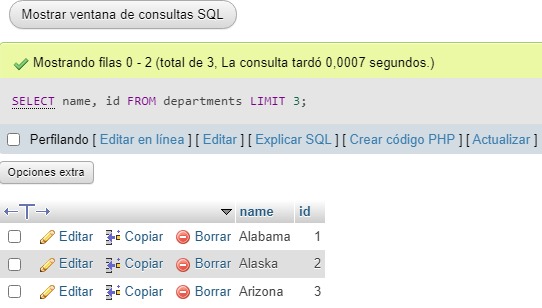 Mostrar ventana de consultas SQL
Mostrando filas 0 - 2 (total de 3, La consulta tardó 0,0007 segundos.)
SELECT name, id FROM departments LIMIT 3;
Perfilando [ Editar en línea ] [ Editar ] [ Explicar SQL ] [ Crear código PHP ] [ Actualizar ]
Opciones extra
←T→ name id
Editar Copiar Borrar Alabama 1
Editar Copiar Borrar Alaska 2
Editar Copiar Borrar Arizona 3